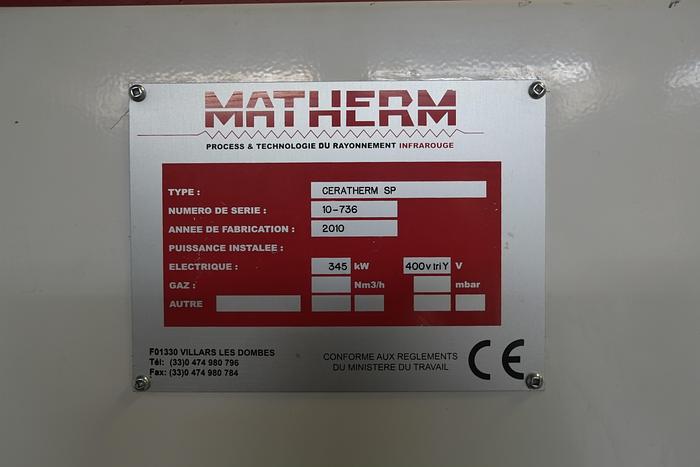 MATHERM
PROCESS & TECHNOLOGIE DU RAYONNEMENT INFRAROUGE
TYPE : CERATHERM SP
NUMERO DE SERIE : 10-736
ANNEE DE FABRICATION : 2010
PUISSANCE INSTALEE :
ELECTRIQUE : 345 kW 400v triY V
GAZ : Nm3/h mbar
AUTRE
F01330 VILLARS LES DOMBES
Tél: (33)0 474 980 796
Fax: (33)0 474 980 784
CONFORME AUX REGLEMENTS
DU MINISTERE DU TRAVAIL
CE